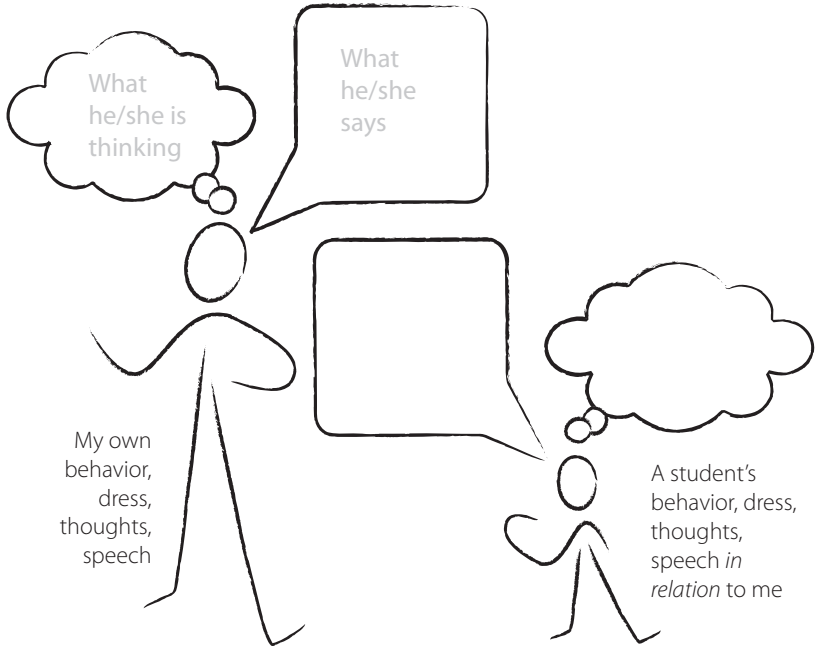 What
he/she is
thinking
What
he/she
says
My own
behavior,
dress,
thoughts,
speech
A student’s
behavior, dress,
thoughts,
speech in
relation to me